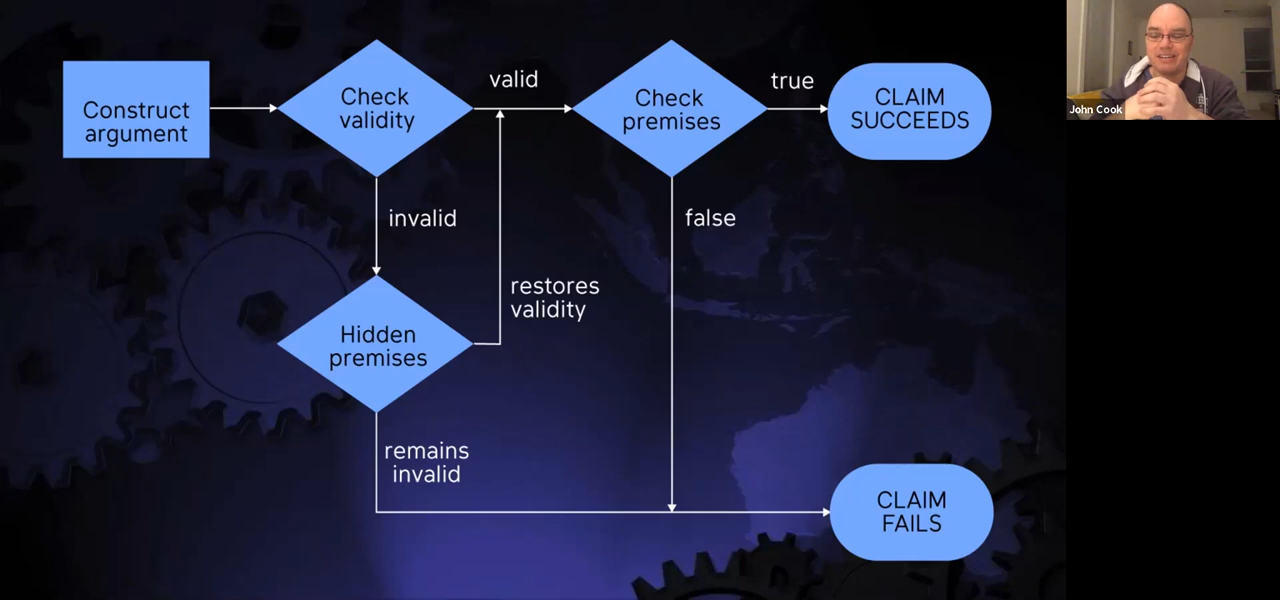 Construct
argument
Check
validity
valid
Check
premises
true
CLAIM
SUCCEEDS
John Cook
invalid
false
restores
validity
Hidden
premises
remains
invalid
CLAIM
FAILS